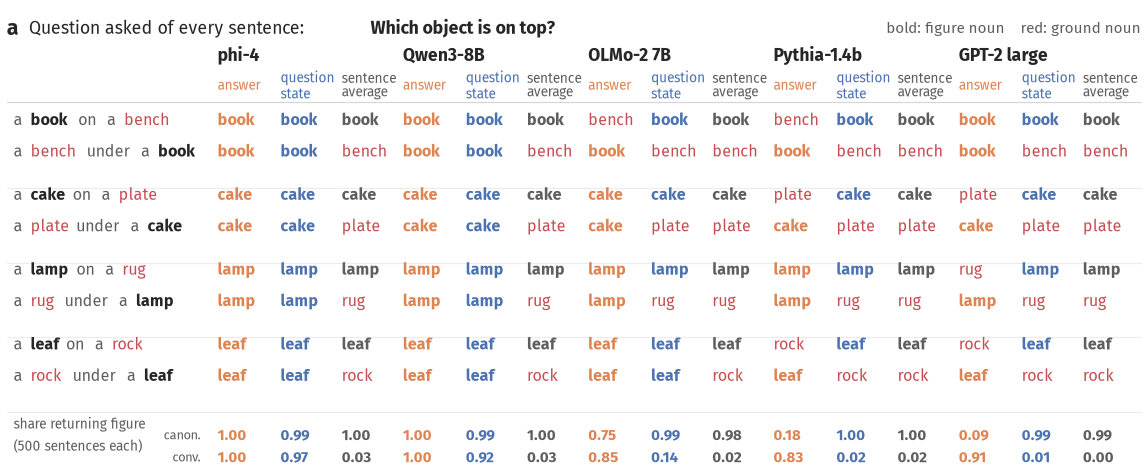 a Question asked of every sentence: Which object is on top? bold: figure noun red: ground noun
phi-4 Qwen3-8B OLMo-2 7B Pythia-1.4b GPT-2 large
answer question state sentence average answer question state sentence average answer question state sentence average answer question state sentence average answer question state sentence average
a book on a bench book book book book book book bench book book bench book book book book book
a bench under a book book book bench book book bench book bench bench book bench bench book bench bench
a cake on a plate cake cake cake cake cake cake cake cake cake plate cake cake plate cake cake
a plate under a cake cake cake plate cake cake plate cake plate plate cake plate plate cake plate plate
a lamp on a rug lamp lamp lamp lamp lamp lamp lamp lamp lamp lamp lamp lamp rug lamp lamp
a rug under a lamp lamp lamp rug lamp lamp rug lamp rug rug lamp rug rug lamp rug rug
a leaf on a rock leaf leaf leaf leaf leaf leaf leaf leaf leaf rock leaf leaf rock leaf leaf
a rock under a leaf leaf leaf rock leaf leaf rock leaf leaf rock leaf rock rock leaf rock rock
share returning figure
(500 sentences each)
canon. 1.00 0.99 1.00 1.00 0.99 1.00 0.75 0.99 0.98 0.18 1.00 1.00 0.09 0.99 0.99
conv. 1.00 0.97 0.03 1.00 0.92 0.03 0.85 0.14 0.02 0.83 0.02 0.02 0.91 0.01 0.00